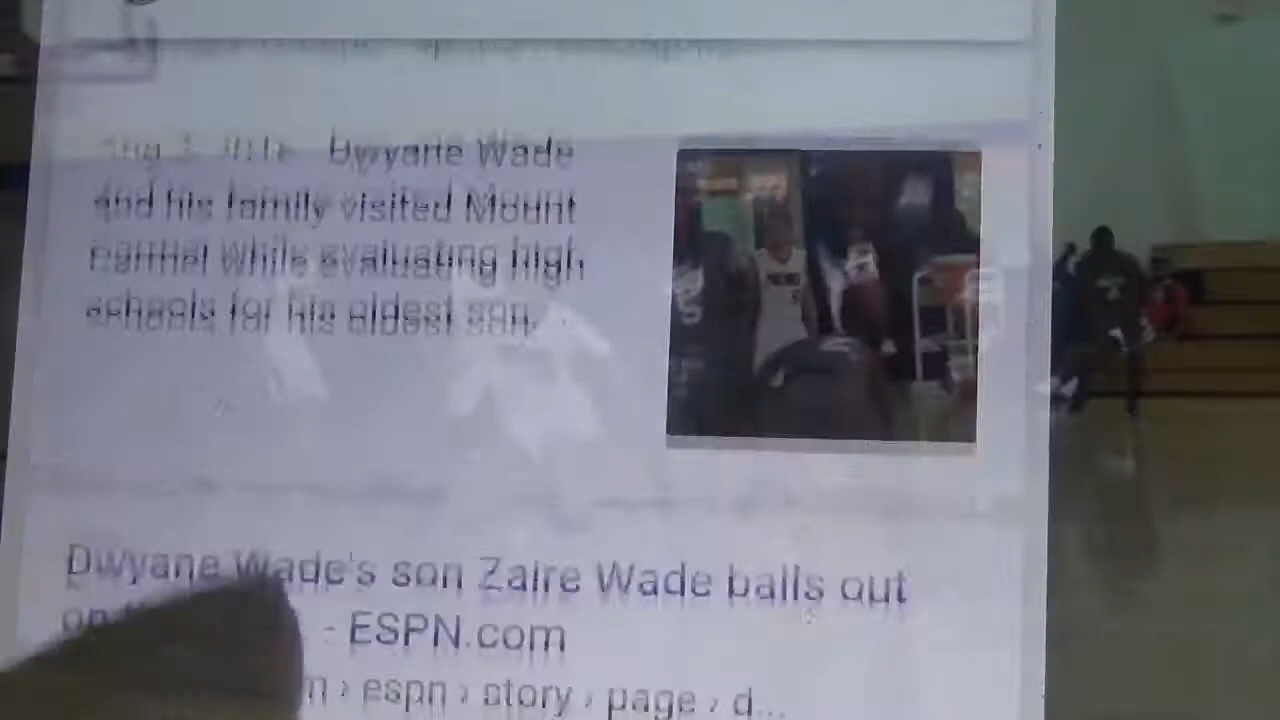 Dwyane Wade
and his family visited Mount
Carmel while evaluating high
schools for his oldest son.
Dwyane Wade's son Zaire Wade balls out
on - ESPN.com
› espn › story › page › d...